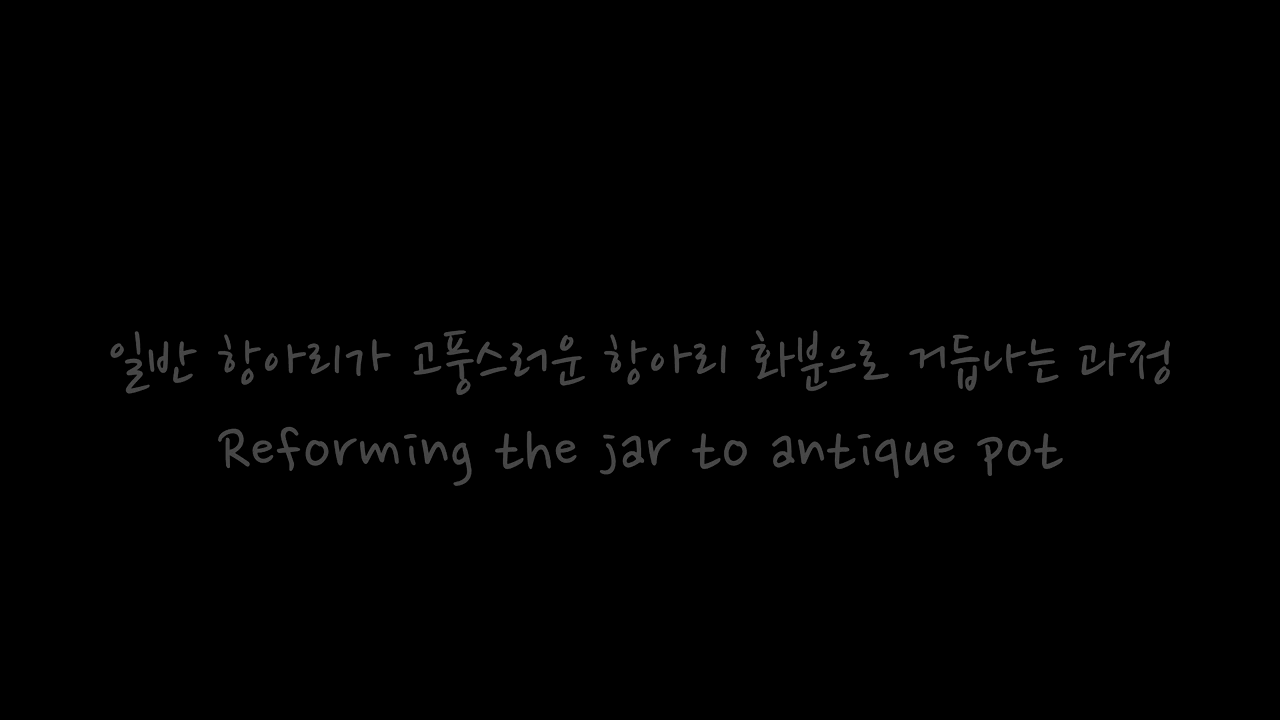 일반 항아리가 고풍스러운 항아리 화분으로 거듭나는 과정
Reforming the jar to antique pot